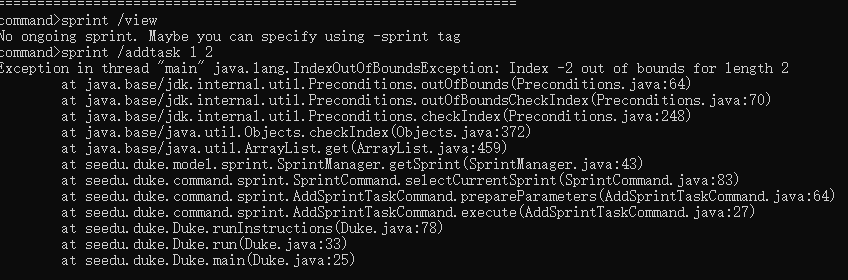 ==============================================================
command>sprint /view
No ongoing sprint. Maybe you can specify using -sprint tag
command>sprint /addtask 1 2
Exception in thread "main" java.lang.IndexOutOfBoundsException: Index -2 out of bounds for length 2
at java.base/jdk.internal.util.Preconditions.outOfBounds(Preconditions.java:64)
at java.base/jdk.internal.util.Preconditions.outOfBoundsCheckIndex(Preconditions.java:70)
at java.base/jdk.internal.util.Preconditions.checkIndex(Preconditions.java:248)
at java.base/java.util.Objects.checkIndex(Objects.java:372)
at java.base/java.util.ArrayList.get(ArrayList.java:459)
at seedu.duke.model.sprint.SprintManager.getSprint(SprintManager.java:43)
at seedu.duke.command.sprint.SprintCommand.selectCurrentSprint(SprintCommand.java:83)
at seedu.duke.command.sprint.AddSprintTaskCommand.prepareParameters(AddSprintTaskCommand.java:64)
at seedu.duke.command.sprint.AddSprintTaskCommand.execute(AddSprintTaskCommand.java:27)
at seedu.duke.Duke.runInstructions(Duke.java:78)
at seedu.duke.Duke.run(Duke.java:33)
at seedu.duke.Duke.main(Duke.java:25)